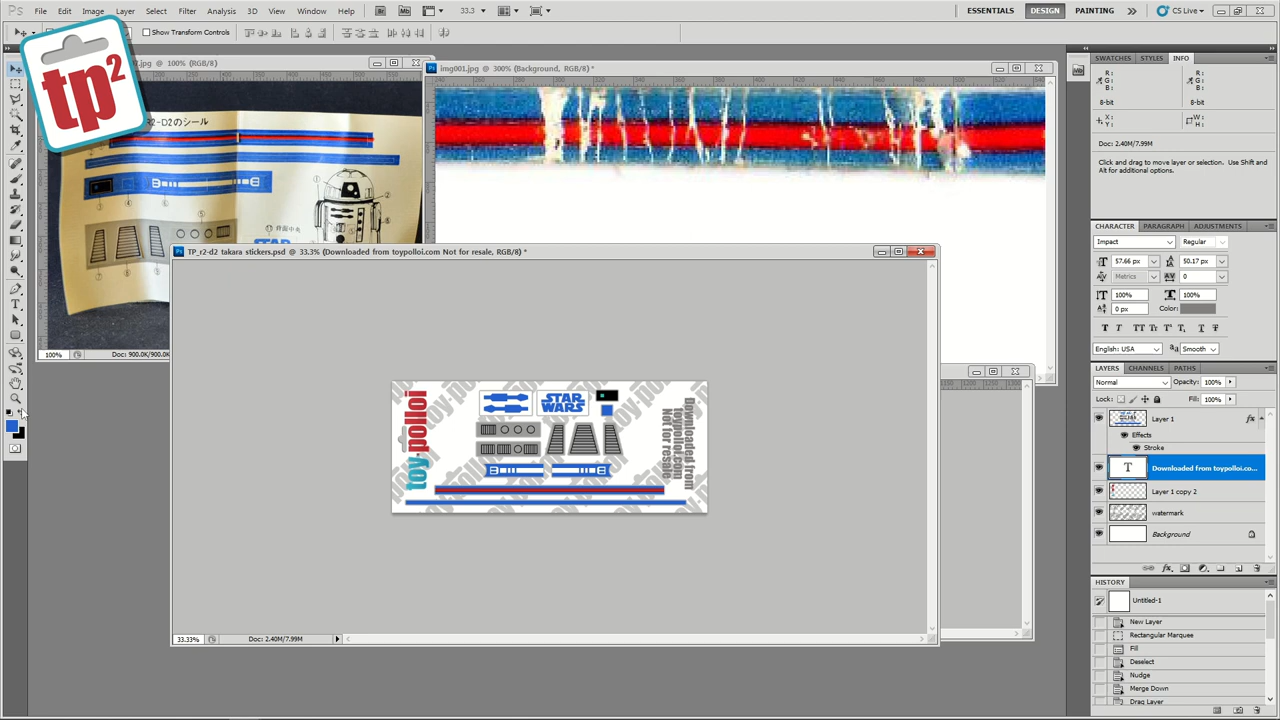 Ps
File
Edit
Image
Layer
Select
Filter
Analysis
3D
View
Window
Help
Br
Mb
33.3
ESSENTIALS
DESIGN
PAINTING
CS Live
Show Transform Controls
tp²
.jpg @ 100% (RGB/8)
R2-D2のシール
100%
Doc: 900.0K/900.0K
img001.jpg @ 300% (Background, RGB/8) *
TP_r2-d2 takara stickers.psd @ 33.3% (Downloaded from toypolloi.com Not for resale, RGB/8) *
toy-polloi
STAR
WARS
Downloaded from
toypolloi.com
Not for resale
33.33%
Doc: 2.40M/7.99M
SWATCHES
STYLES
INFO
R:
G:
B:
8-bit
R:
G:
B:
8-bit
X:
Y:
W:
H:
Doc: 2.40M/7.99M
Click and drag to move layer or selection. Use Shift and
Alt for additional options.
CHARACTER
PARAGRAPH
ADJUSTMENTS
Impact
Regular
57.66 px
50.17 px
Metrics
0
100%
100%
0 px
Color:
English: USA
Smooth
LAYERS
CHANNELS
PATHS
Normal
Opacity: 100%
Lock:
Fill: 100%
Layer 1
fx
Effects
Stroke
Downloaded from toypolloi.co...
Layer 1 copy 2
watermark
Background
HISTORY
Untitled-1
New Layer
Rectangular Marquee
Fill
Deselect
Nudge
Merge Down
Drag Layer